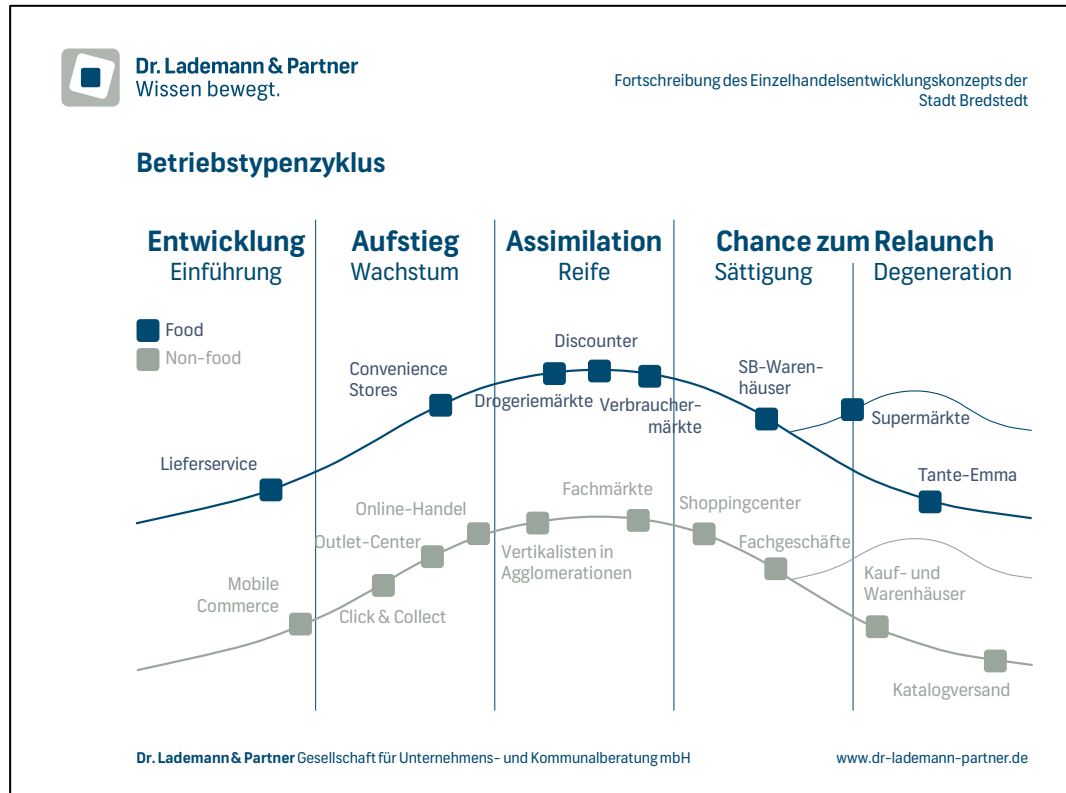 Dr. Lademann & Partner
Wissen bewegt.
Fortschreibung des Einzelhandelsentwicklungskonzepts der
Stadt Bredstedt
Betriebstypenzyklus
Entwicklung
Einführung
Aufstieg
Wachstum
Assimilation
Reife
Chance zum Relaunch
Sättigung
Degeneration
Food
Non-food
Lieferservice
Convenience
Stores
Drogeriemärkte
Discounter
Verbraucher-
märkte
SB-Waren-
häuser
Supermärkte
Tante-Emma
Mobile
Commerce
Click & Collect
Outlet-Center
Online-Handel
Vertikalisten in
Agglomerationen
Fachmärkte
Shoppingcenter
Fachgeschäfte
Kauf- und
Warenhäuser
Katalogversand
Dr. Lademann & Partner Gesellschaft für Unternehmens- und Kommunalberatung mbH
www.dr-lademann-partner.de